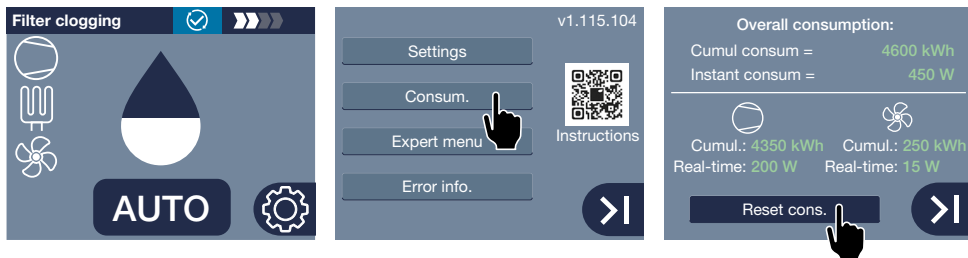 Filter clogging
AUTO
v1.115.104
Settings
Consum.
Expert menu
Error info.
Instructions
Overall consumption:
Cumul consum = 4600 kWh
Instant consum = 450 W
Cumul.: 4350 kWh Cumul.: 250 kWh
Real-time: 200 W Real-time: 15 W
Reset cons.